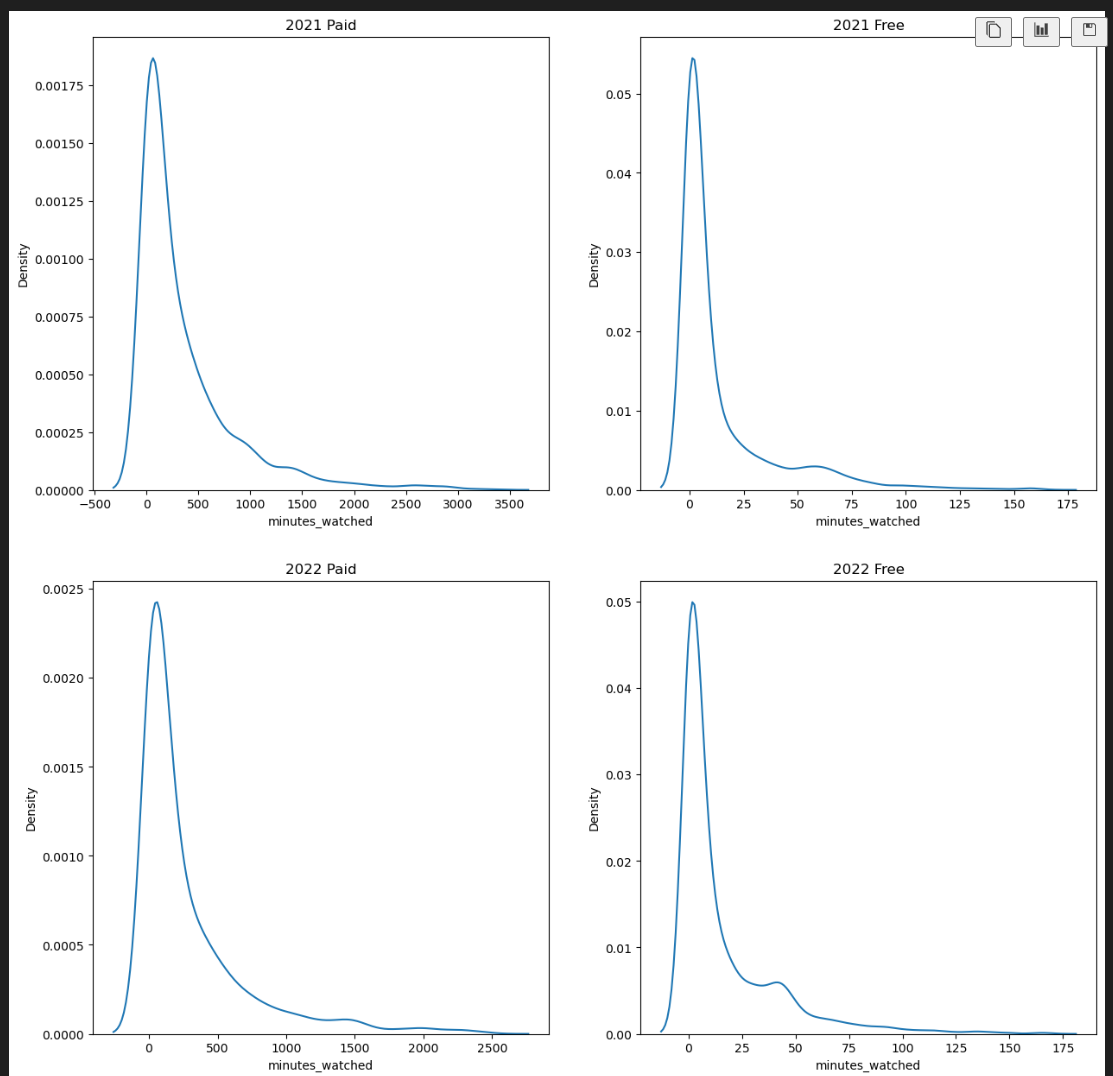 2021 Paid
Density
0.00175
0.00150
0.00125
0.00100
0.00075
0.00050
0.00025
0.00000
−500 0 500 1000 1500 2000 2500 3000 3500
minutes_watched
2021 Free
Density
0.05
0.04
0.03
0.02
0.01
0.00
0 25 50 75 100 125 150 175
minutes_watched
2022 Paid
Density
0.0025
0.0020
0.0015
0.0010
0.0005
0.0000
0 500 1000 1500 2000 2500
minutes_watched
2022 Free
Density
0.05
0.04
0.03
0.02
0.01
0.00
0 25 50 75 100 125 150 175
minutes_watched